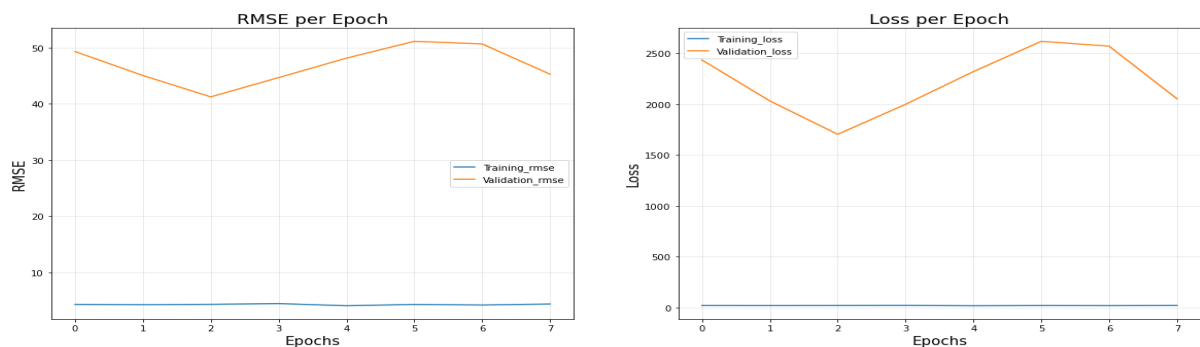 RMSE per Epoch
50
40
30
20
10
RMSE
Training_rmse
Validation_rmse
0 1 2 3 4 5 6 7
Epochs
Loss per Epoch
2500
2000
1500
1000
500
0
Loss
Training_loss
Validation_loss
0 1 2 3 4 5 6 7
Epochs